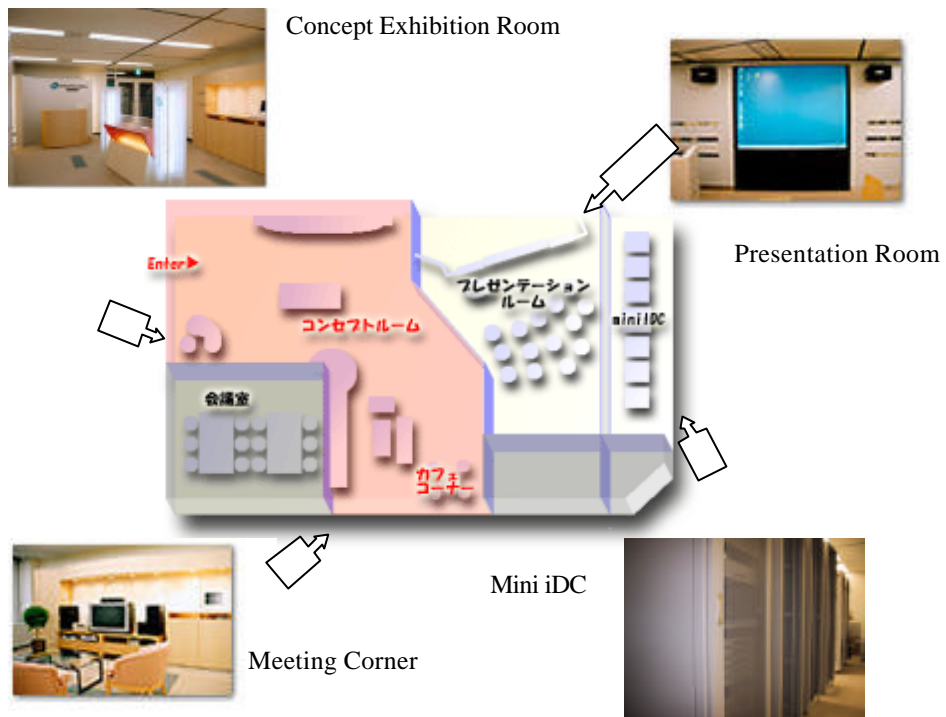 Concept Exhibition Room
Presentation Room
Enter▶
プレゼンテーション
ルーム
コンセプトルーム
miniIDC
会議室
カフェ
コーナー
Mini iDC
Meeting Corner